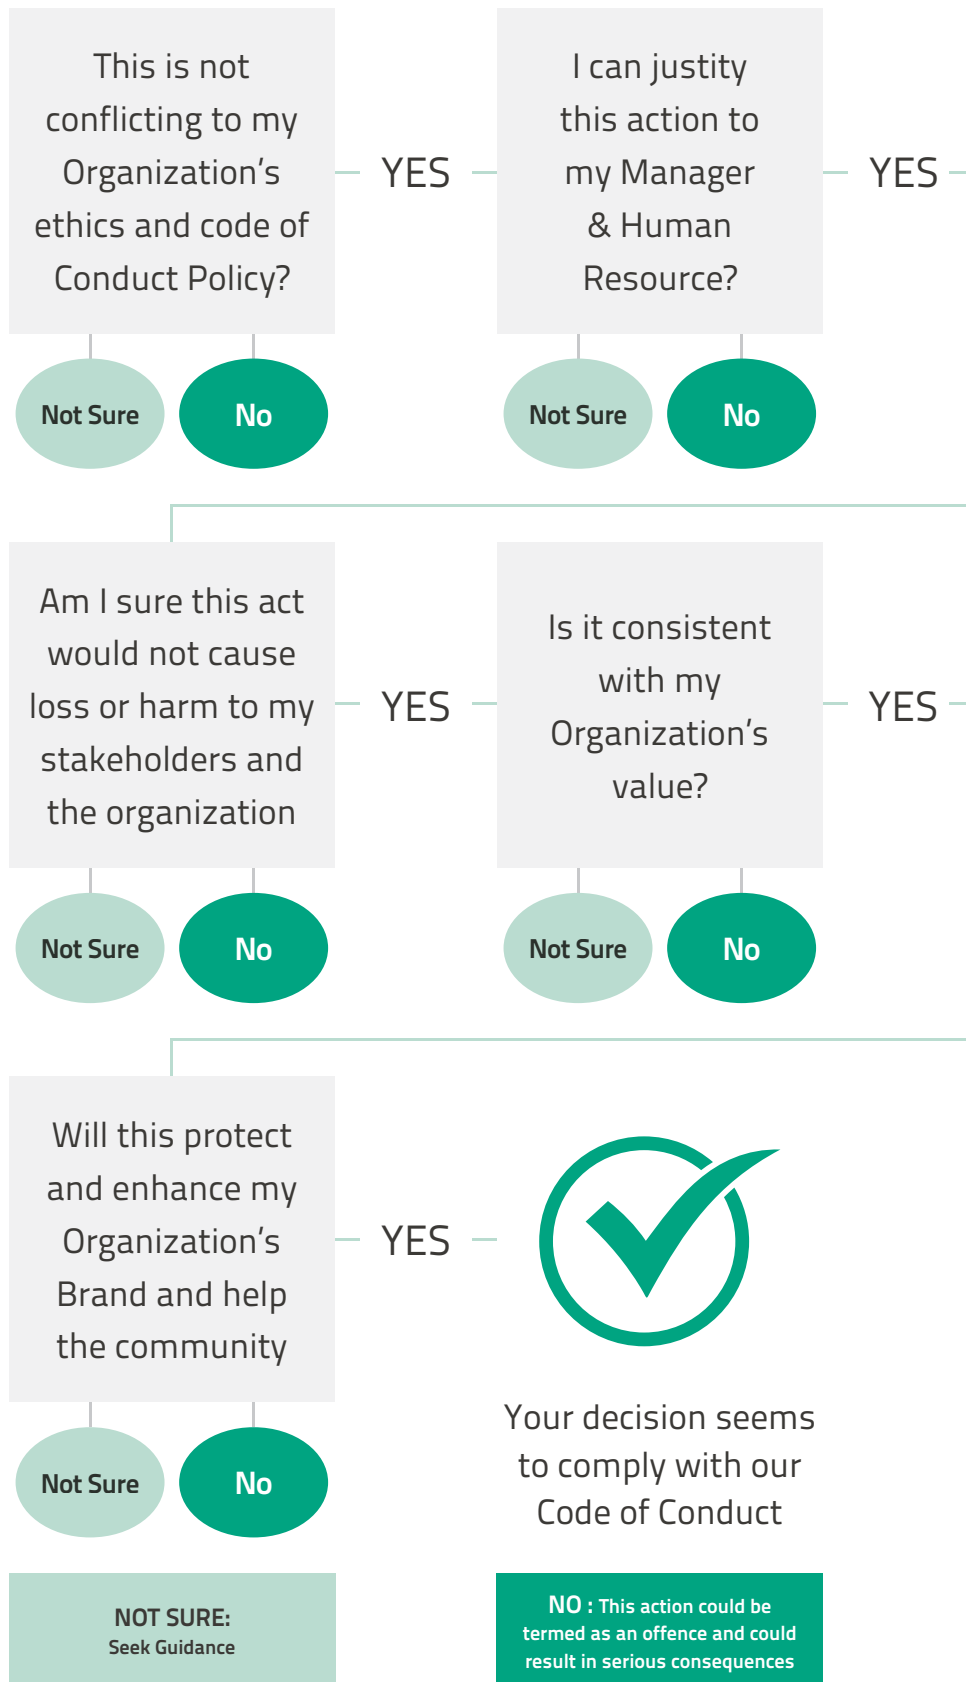 This is not
conflicting to my
Organization's
ethics and code of
Conduct Policy?
YES
Not Sure
No
I can justity
this action to
my Manager
& Human
Resource?
YES
Not Sure
No
Am I sure this act
would not cause
loss or harm to my
stakeholders and
the organization
YES
Not Sure
No
Is it consistent
with my
Organization's
value?
YES
Not Sure
No
Will this protect
and enhance my
Organization's
Brand and help
the community
YES
Not Sure
No
Your decision seems
to comply with our
Code of Conduct
NOT SURE:
Seek Guidance
NO : This action could be
termed as an offence and could
result in serious consequences